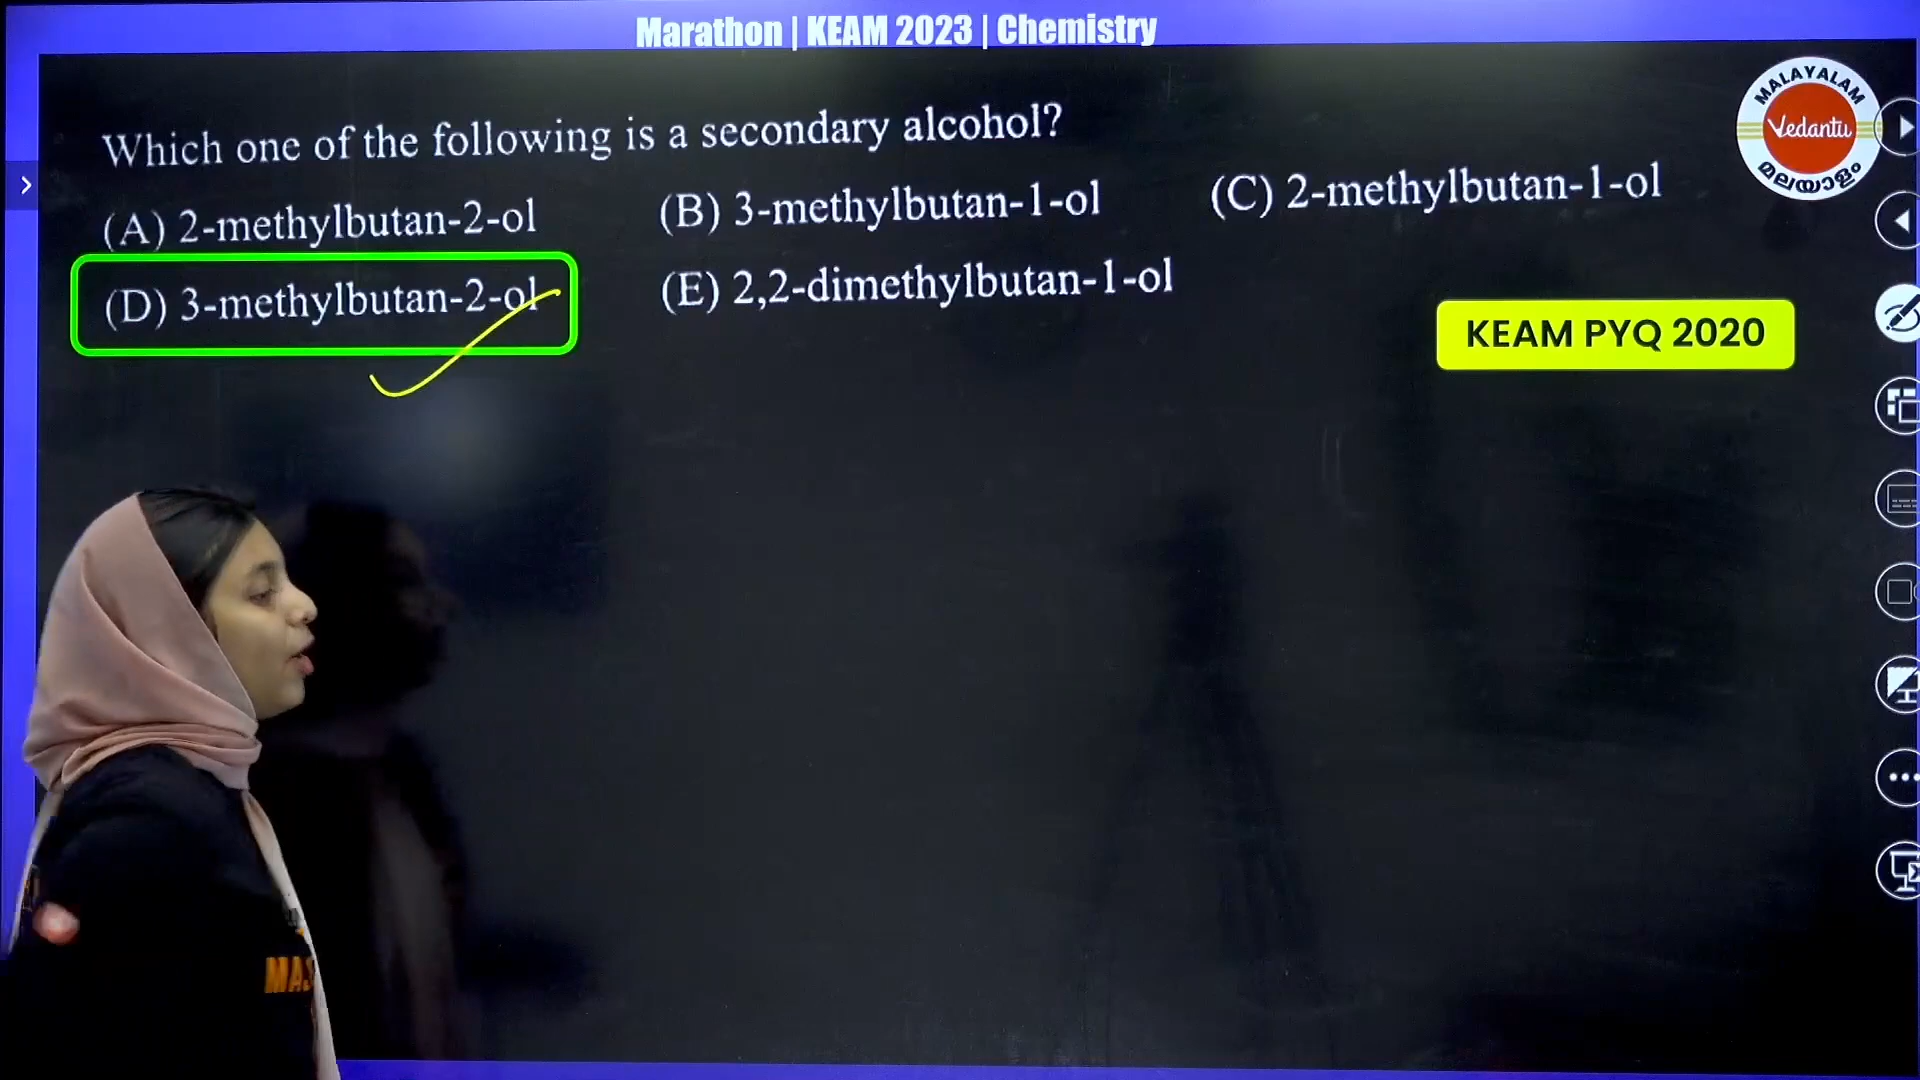 Marathon | KEAM 2023 | Chemistry
MALAYALAM
Vedantu
മലയാളം
Which one of the following is a secondary alcohol?
(A) 2-methylbutan-2-ol (B) 3-methylbutan-1-ol (C) 2-methylbutan-1-ol
(D) 3-methylbutan-2-ol (E) 2,2-dimethylbutan-1-ol
KEAM PYQ 2020